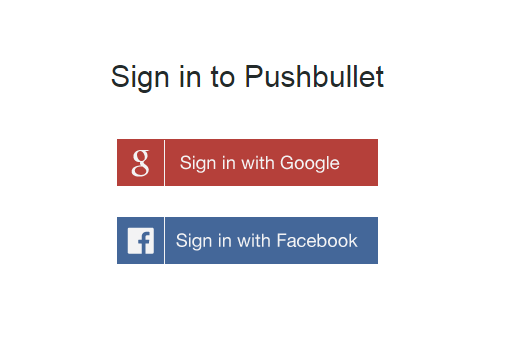 Sign in to Pushbullet
g Sign in with Google
f Sign in with Facebook